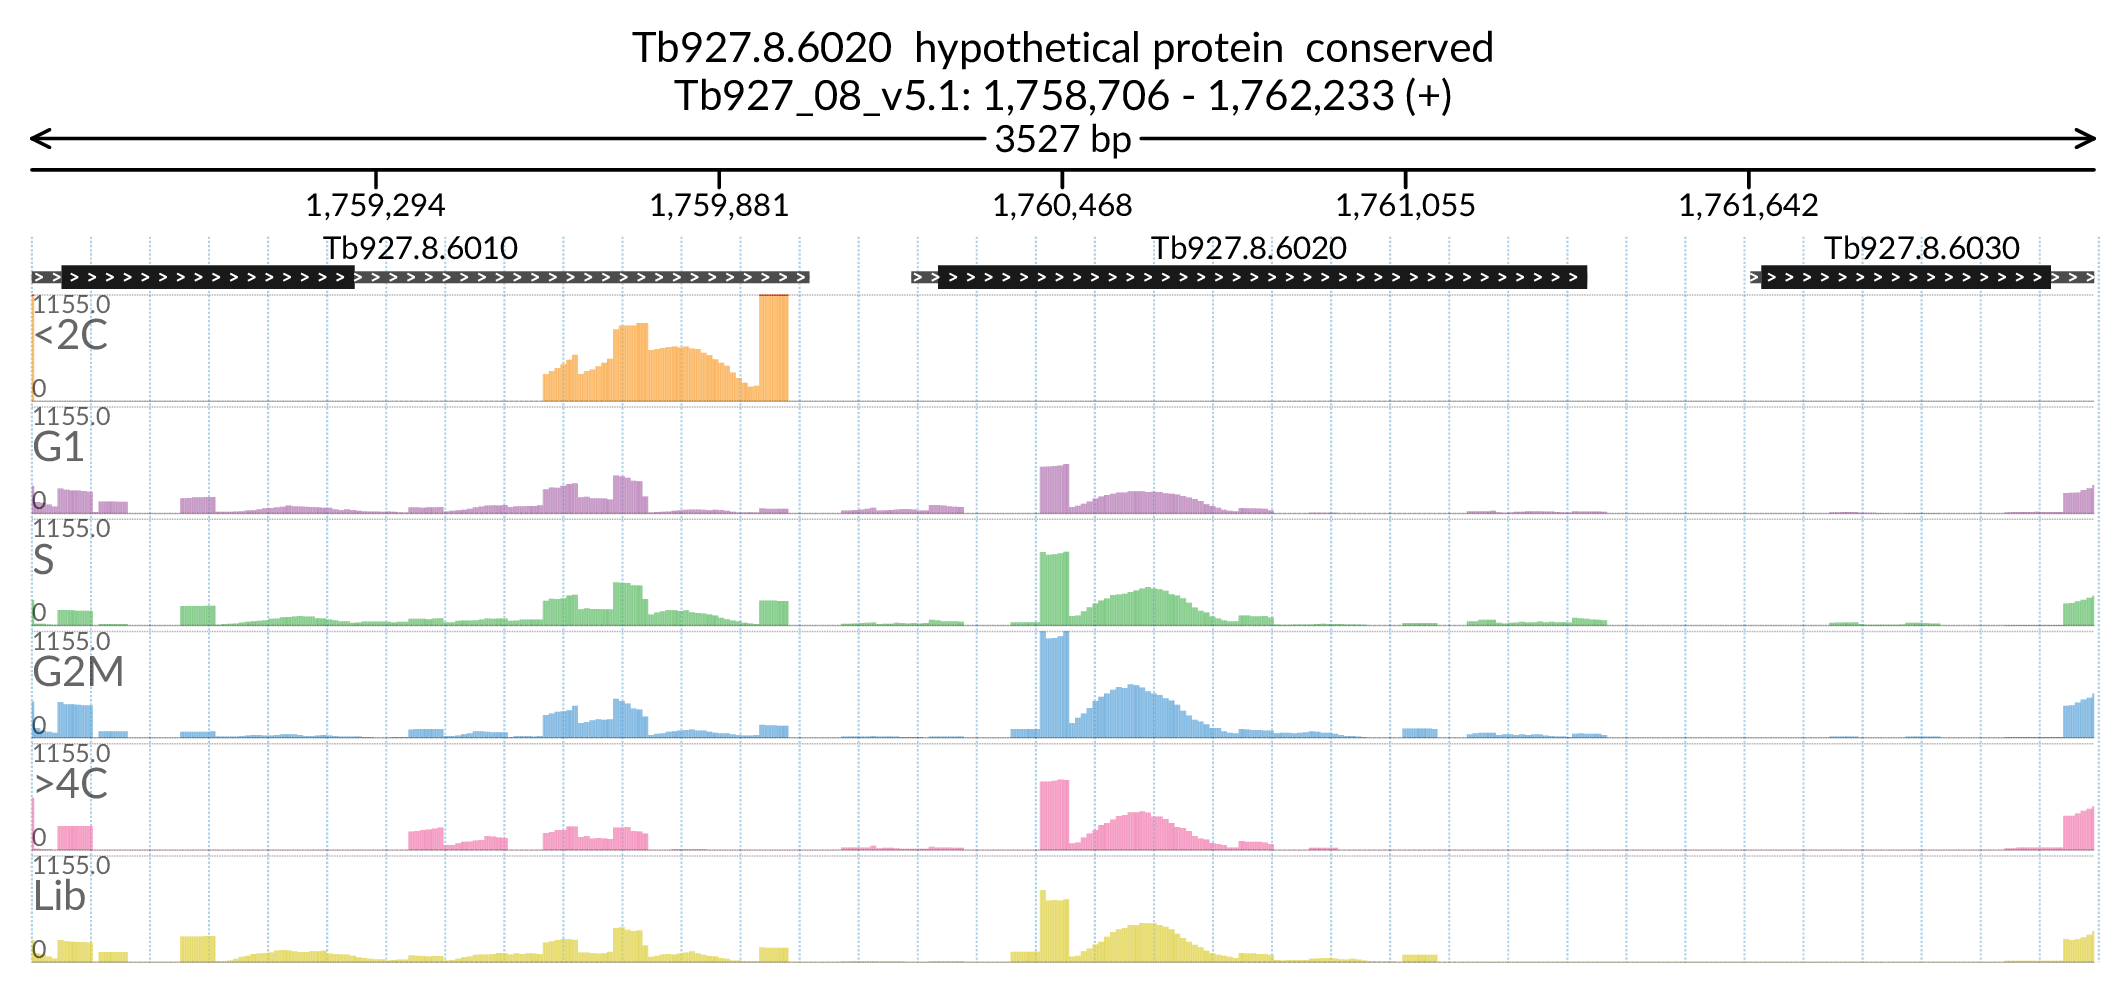 Tb927.8.6020  hypothetical protein  conserved
Tb927_08_v5.1: 1,758,706 - 1,762,233 (+)
3527 bp
1,759,294 1,759,881 1,760,468 1,761,055 1,761,642
Tb927.8.6010 Tb927.8.6020 Tb927.8.6030
1155.0
<2C
0
1155.0
G1
0
1155.0
S
0
1155.0
G2M
0
1155.0
>4C
0
1155.0
Lib
0